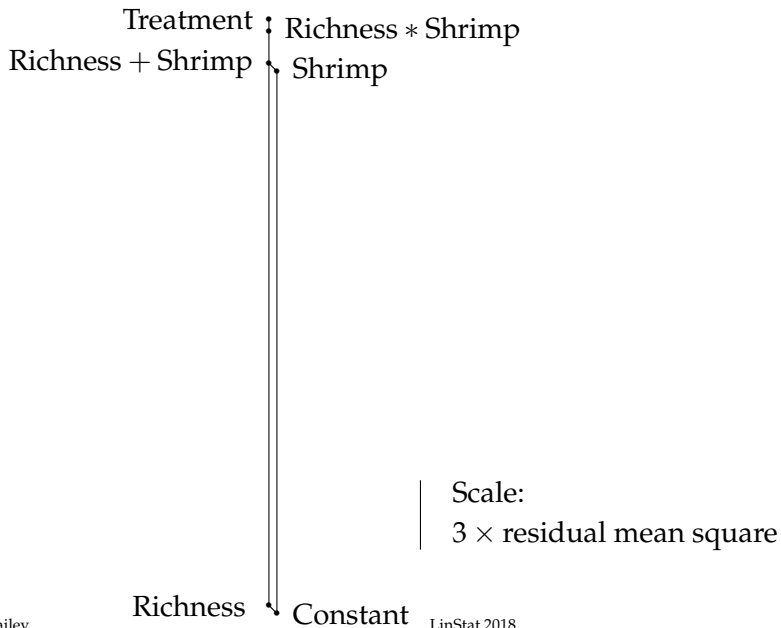 Treatment
Richness ∗ Shrimp
Richness + Shrimp
Shrimp
Scale:
3 × residual mean square
Richness
Constant
LinStat 2018